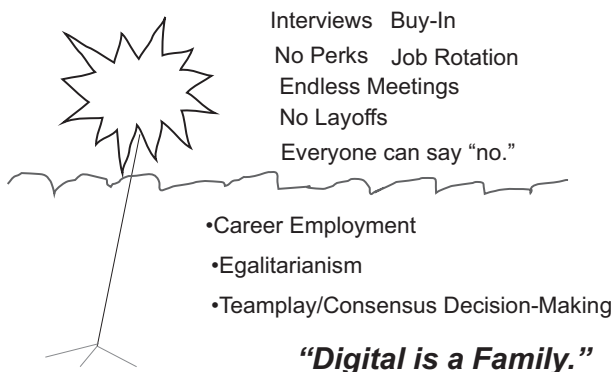 Interviews Buy-In
No Perks Job Rotation
Endless Meetings
No Layoffs
Everyone can say “no.”
•Career Employment
•Egalitarianism
•Teamplay/Consensus Decision-Making
“Digital is a Family.”